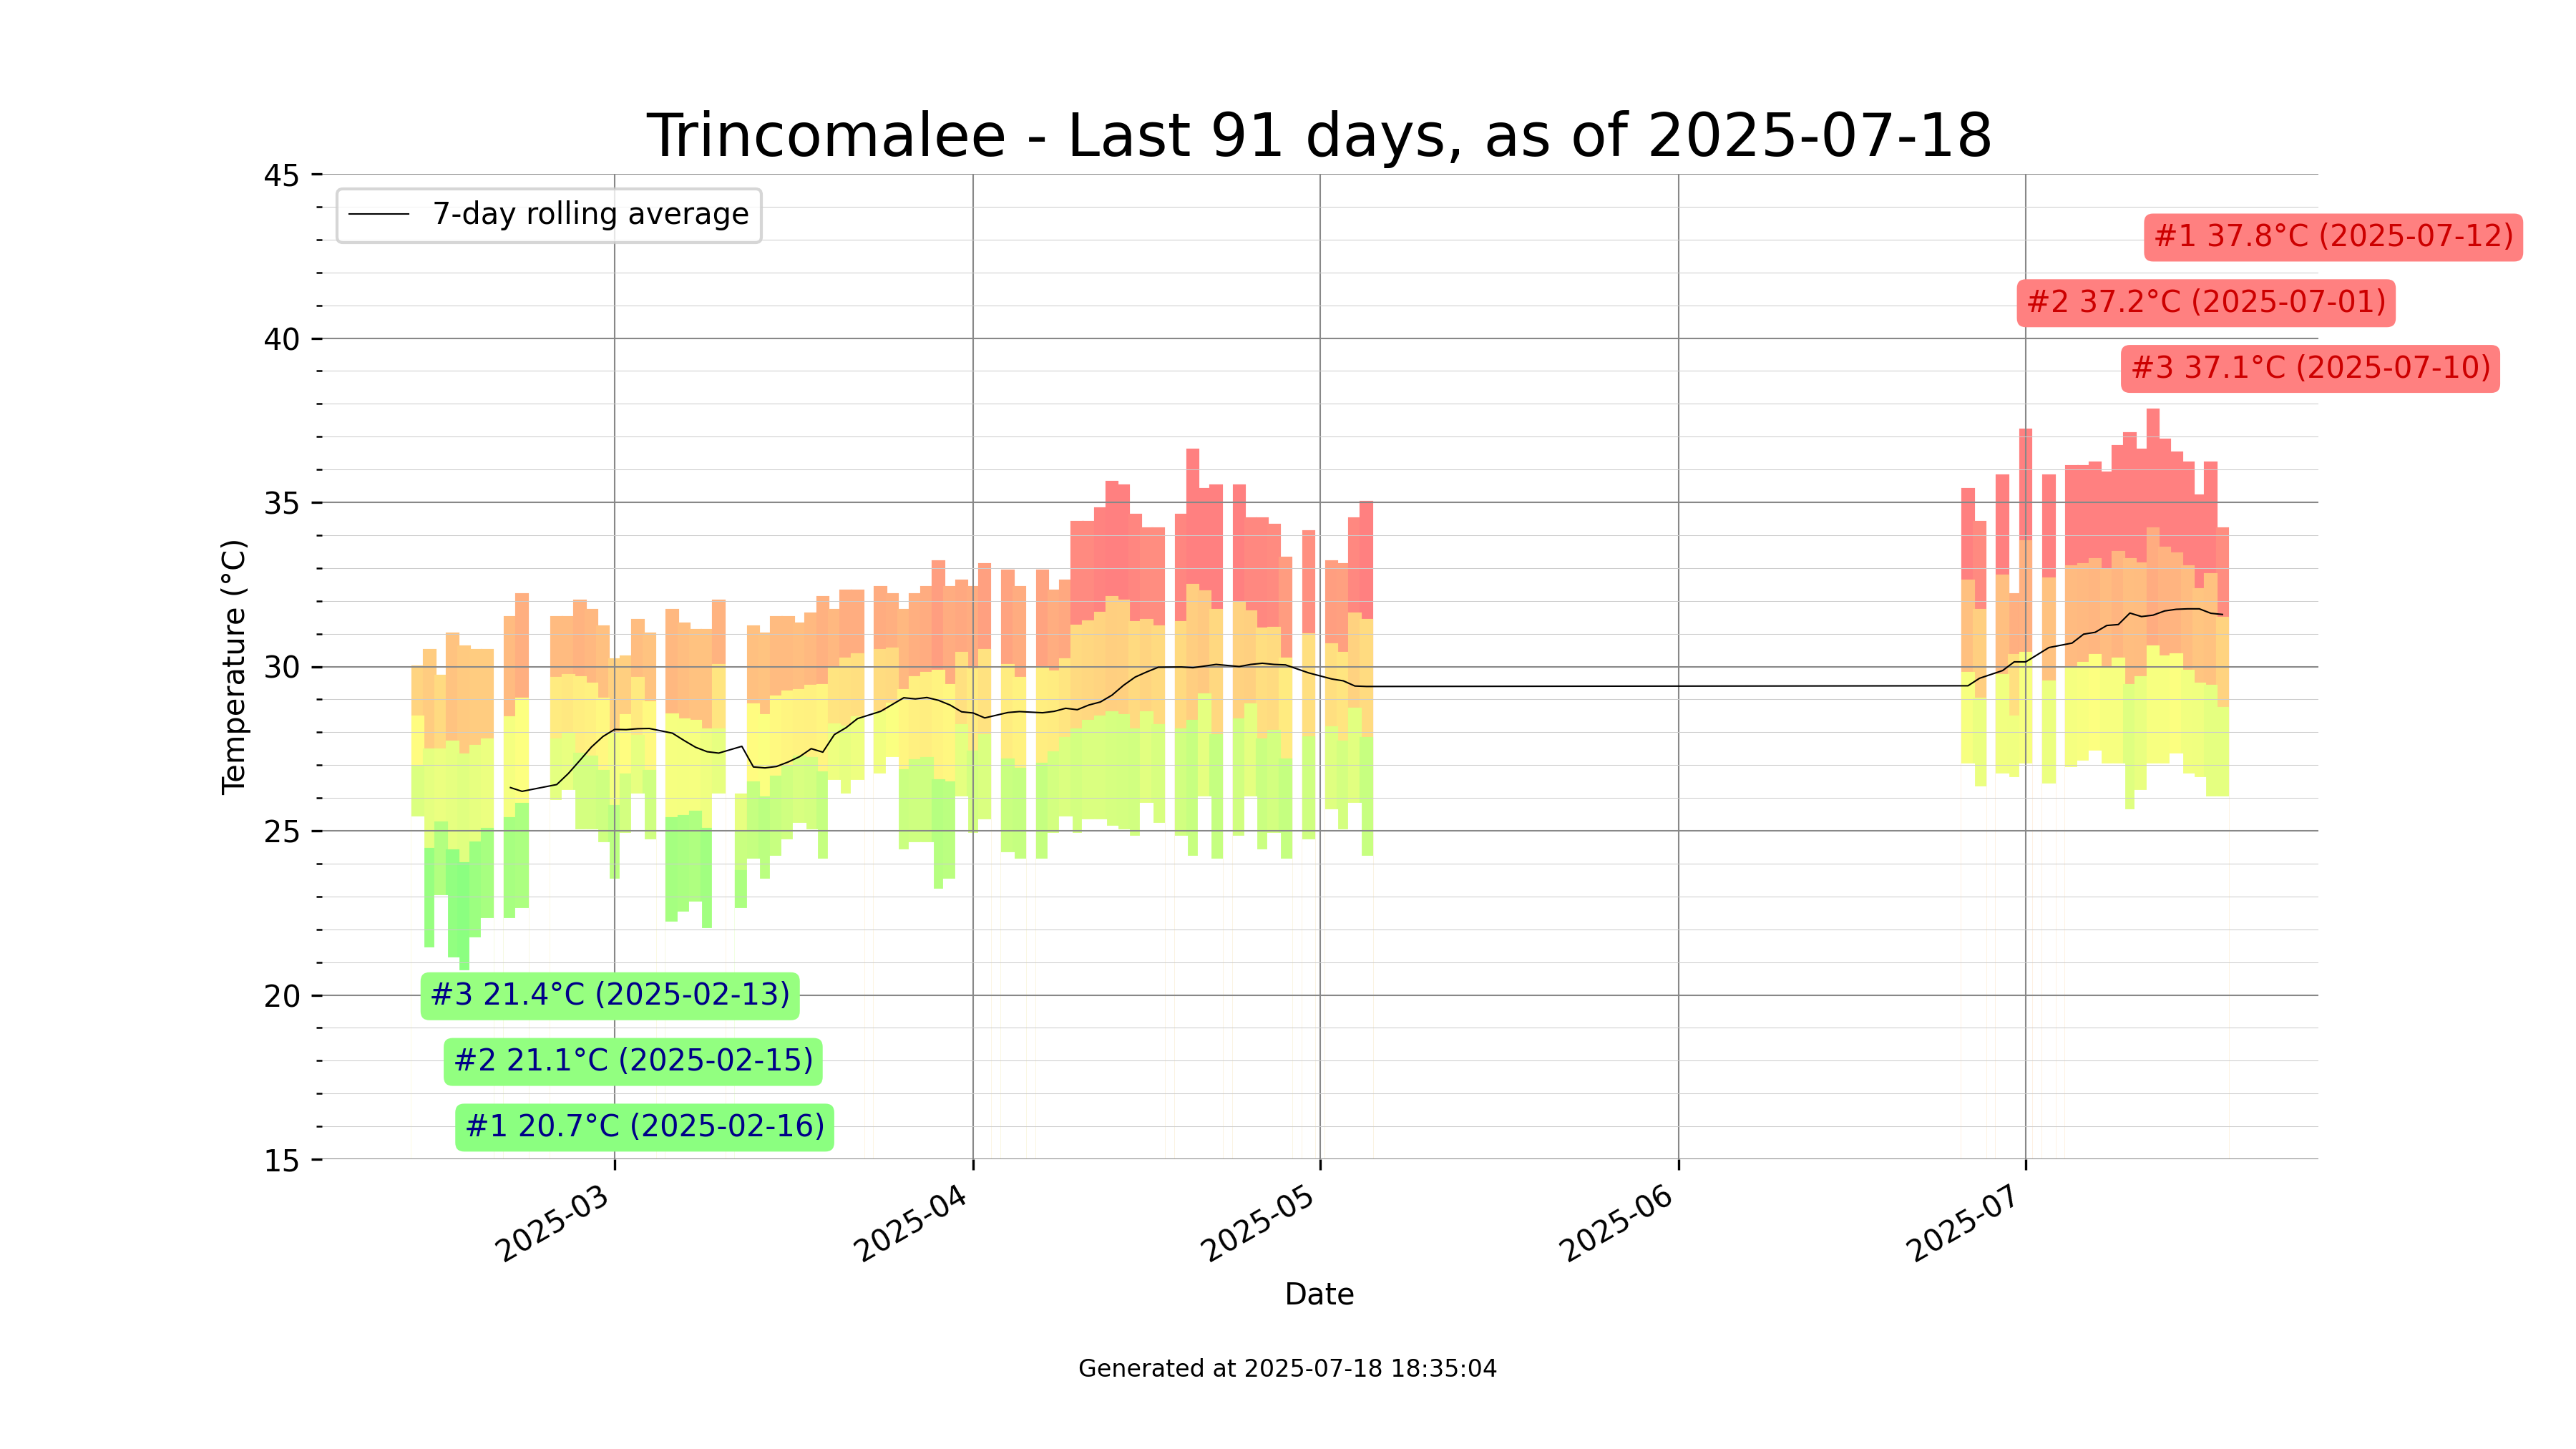 Trincomalee - Last 91 days, as of 2025-07-18
45
7-day rolling average
#1 37.8°C (2025-07-12)
#2 37.2°C (2025-07-01)
40
#3 37.1°C (2025-07-10)
35
Temperature (°C)
30
25
20
#3 21.4°C (2025-02-13)
#2 21.1°C (2025-02-15)
#1 20.7°C (2025-02-16)
15
2025-03
2025-04
2025-05
2025-06
2025-07
Date
Generated at 2025-07-18 18:35:04